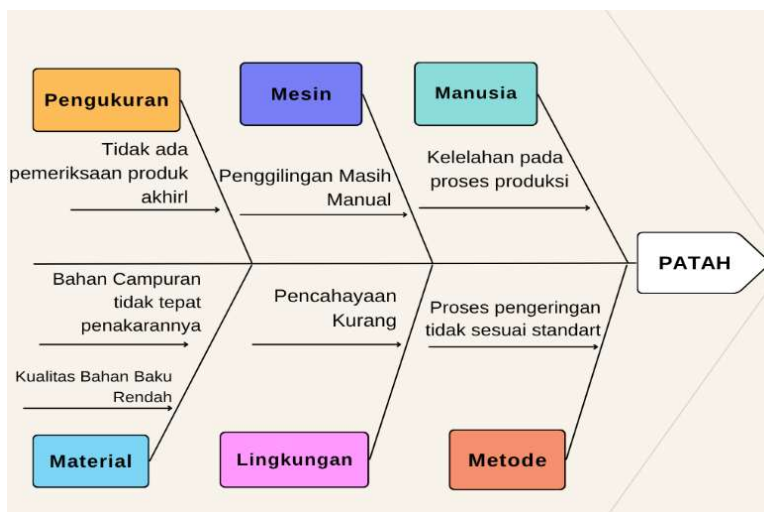 Pengukuran
Mesin
Manusia
Tidak ada
pemeriksaan produk
akhirl
Penggilingan Masih
Manual
Kelelahan pada
proses produksi
PATAH
Bahan Campuran
tidak tepat
penakarannya
Pencahayaan
Kurang
Proses pengeringan
tidak sesuai standart
Kualitas Bahan Baku
Rendah
Material
Lingkungan
Metode